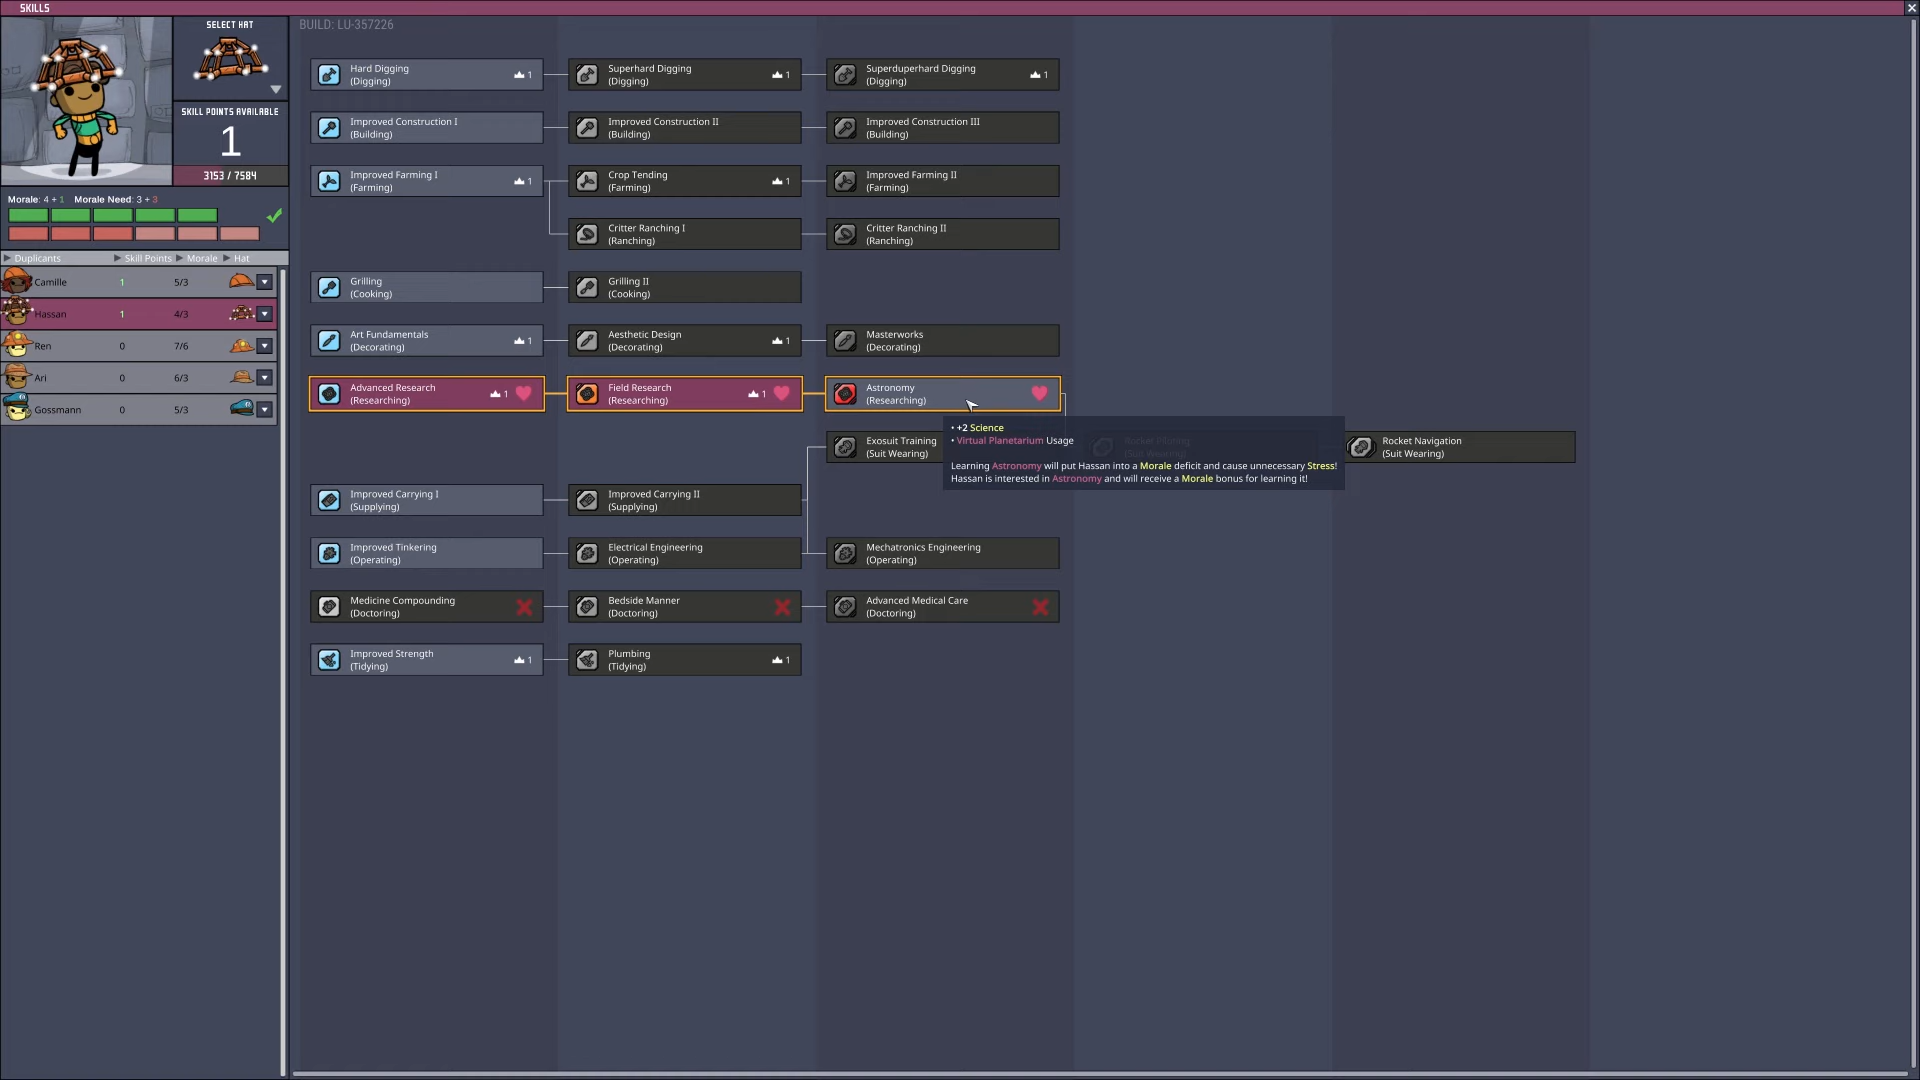 SKILLS
BUILD: LU-357226
SELECT HAT
SKILL POINTS AVAILABLE
1
3153 / 7584
Morale: 4 + 1 Morale Need: 3 + 3
Duplicants Skill Points Morale Hat
Camille 1 5/3
Hassan 1 4/3
Ren 0 7/6
Ari 0 6/3
Gossmann 0 5/3
Hard Digging
(Digging)
1
Superhard Digging
(Digging)
1
Superduperhard Digging
(Digging)
1
Improved Construction I
(Building)
Improved Construction II
(Building)
Improved Construction III
(Building)
Improved Farming I
(Farming)
1
Crop Tending
(Farming)
1
Improved Farming II
(Farming)
Critter Ranching I
(Ranching)
Critter Ranching II
(Ranching)
Grilling
(Cooking)
Grilling II
(Cooking)
Art Fundamentals
(Decorating)
1
Aesthetic Design
(Decorating)
1
Masterworks
(Decorating)
Advanced Research
(Researching)
1
Field Research
(Researching)
1
Astronomy
(Researching)
• +2 Science
• Virtual Planetarium Usage
Learning Astronomy will put Hassan into a Morale deficit and cause unnecessary Stress!
Hassan is interested in Astronomy and will receive a Morale bonus for learning it!
Exosuit Training
(Suit Wearing)
Rocket Piloting
(Suit Wearing)
Rocket Navigation
(Suit Wearing)
Improved Carrying I
(Supplying)
Improved Carrying II
(Supplying)
Improved Tinkering
(Operating)
Electrical Engineering
(Operating)
Mechatronics Engineering
(Operating)
Medicine Compounding
(Doctoring)
Bedside Manner
(Doctoring)
Advanced Medical Care
(Doctoring)
Improved Strength
(Tidying)
1
Plumbing
(Tidying)
1